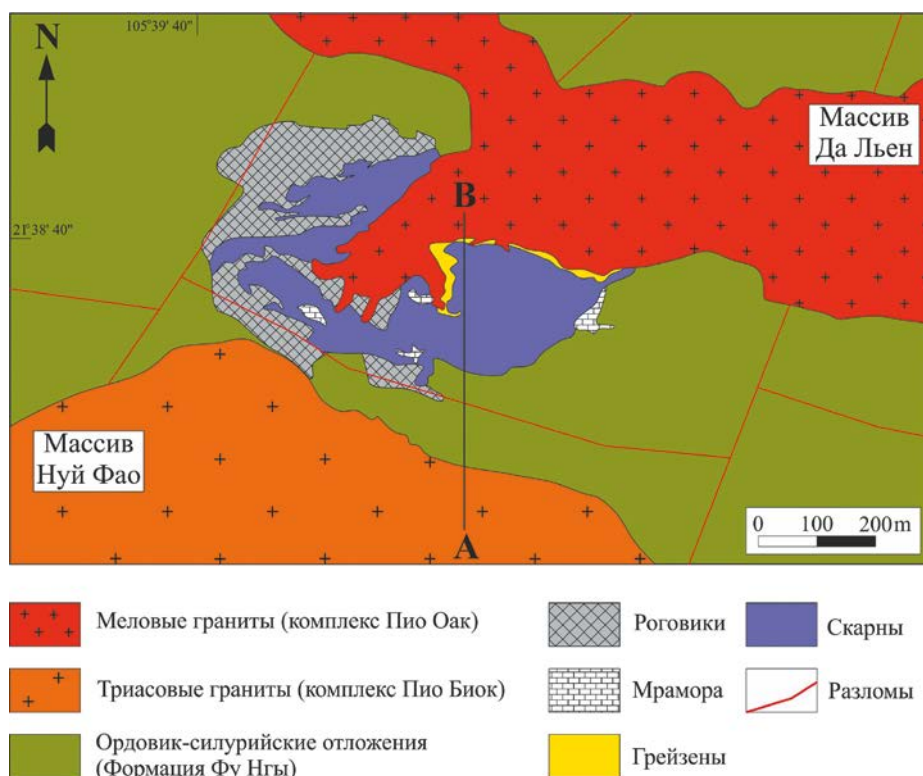 105°39' 40"
N
Массив
Да Льен
B
21°38' 40"
Массив
Нуй Фао
A
0 100 200 m
Меловые граниты (комплекс Пио Оак)
Роговики
Скарны
Триасовые граниты (комплекс Пио Биок)
Мрамора
Разломы
Ордовик-силурийские отложения
(Формация Фу Нгы)
Грейзены